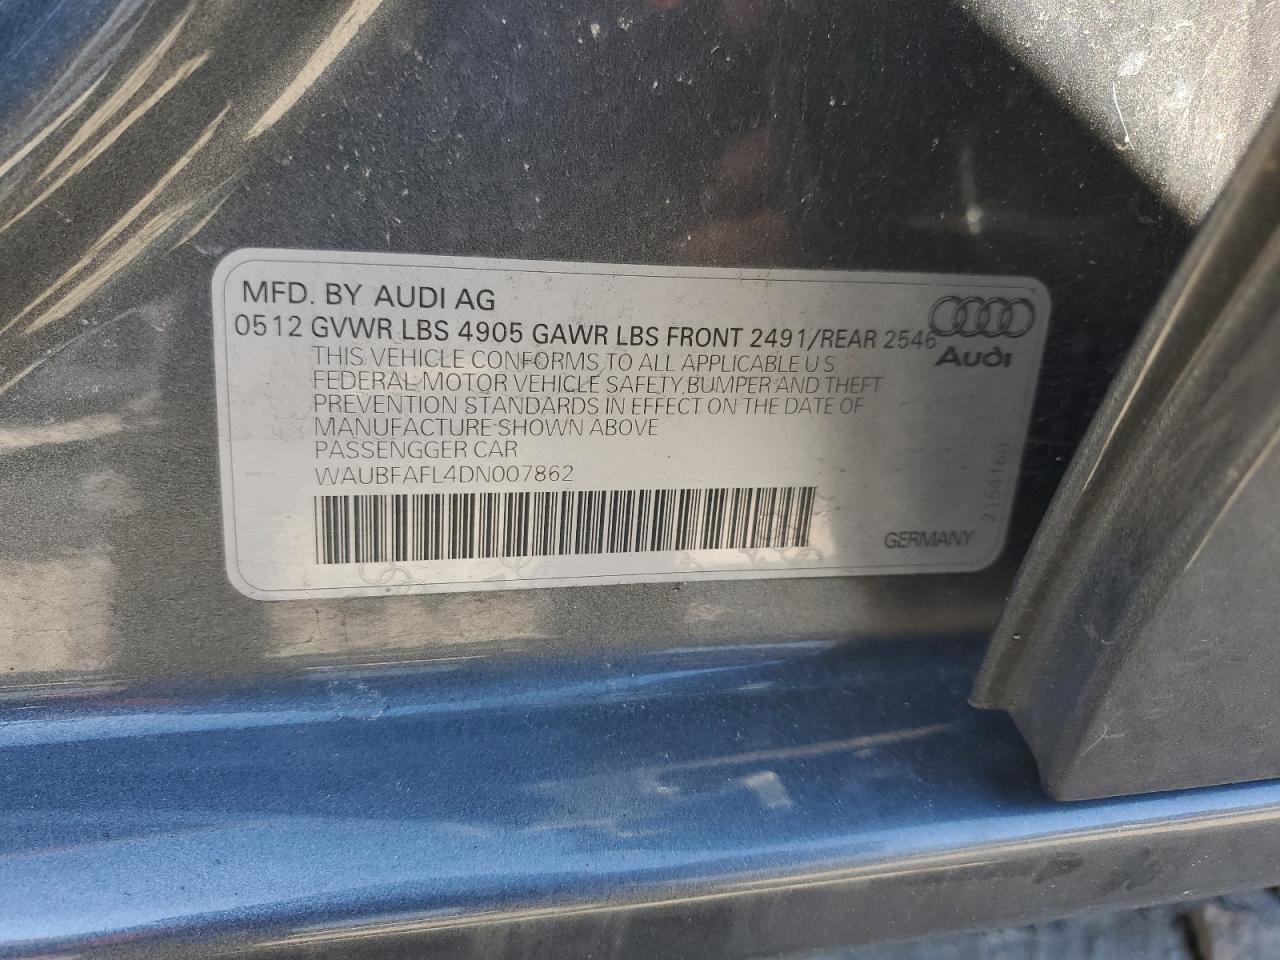 MFD. BY AUDI AG
0512 GVWR LBS 4905 GAWR LBS FRONT 2491/REAR 2546
Audi
THIS VEHICLE CONFORMS TO ALL APPLICABLE U S
FEDERAL MOTOR VEHICLE SAFETY, BUMPER AND THEFT
PREVENTION STANDARDS IN EFFECT ON THE DATE OF
MANUFACTURE SHOWN ABOVE
PASSENGGER CAR
WAUBFAFL4DN007862
GERMANY
2154160